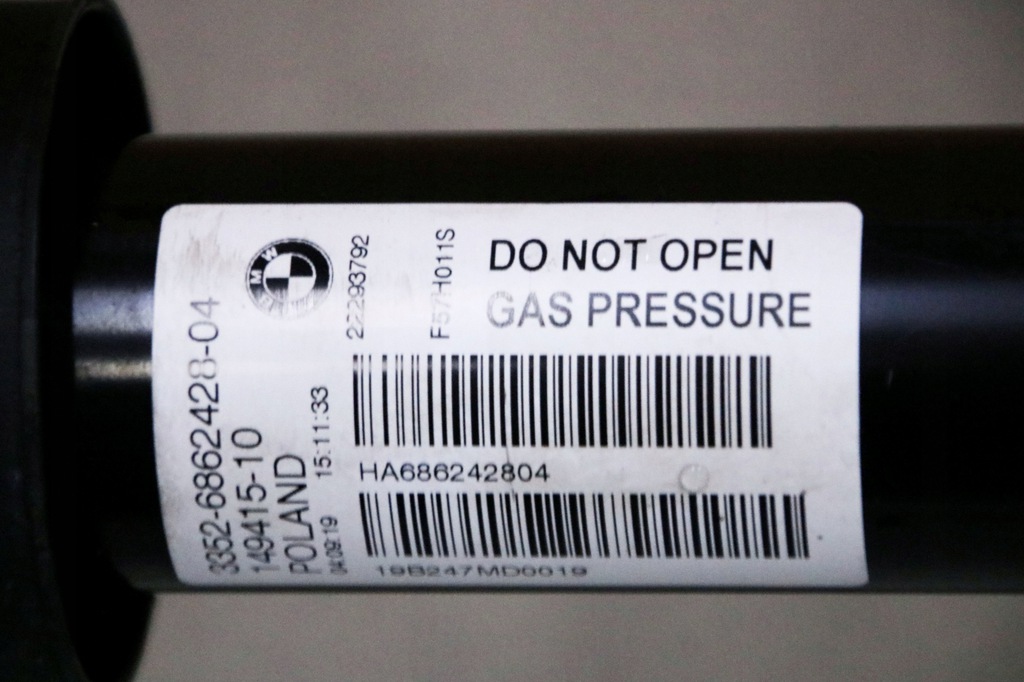 DO NOT OPEN
GAS PRESSURE
HA686242804
19B247MD0019
BMW
3352-6862428-04
149415-10
POLAND
04:09:19 15:11:33
22293792
F57H011S